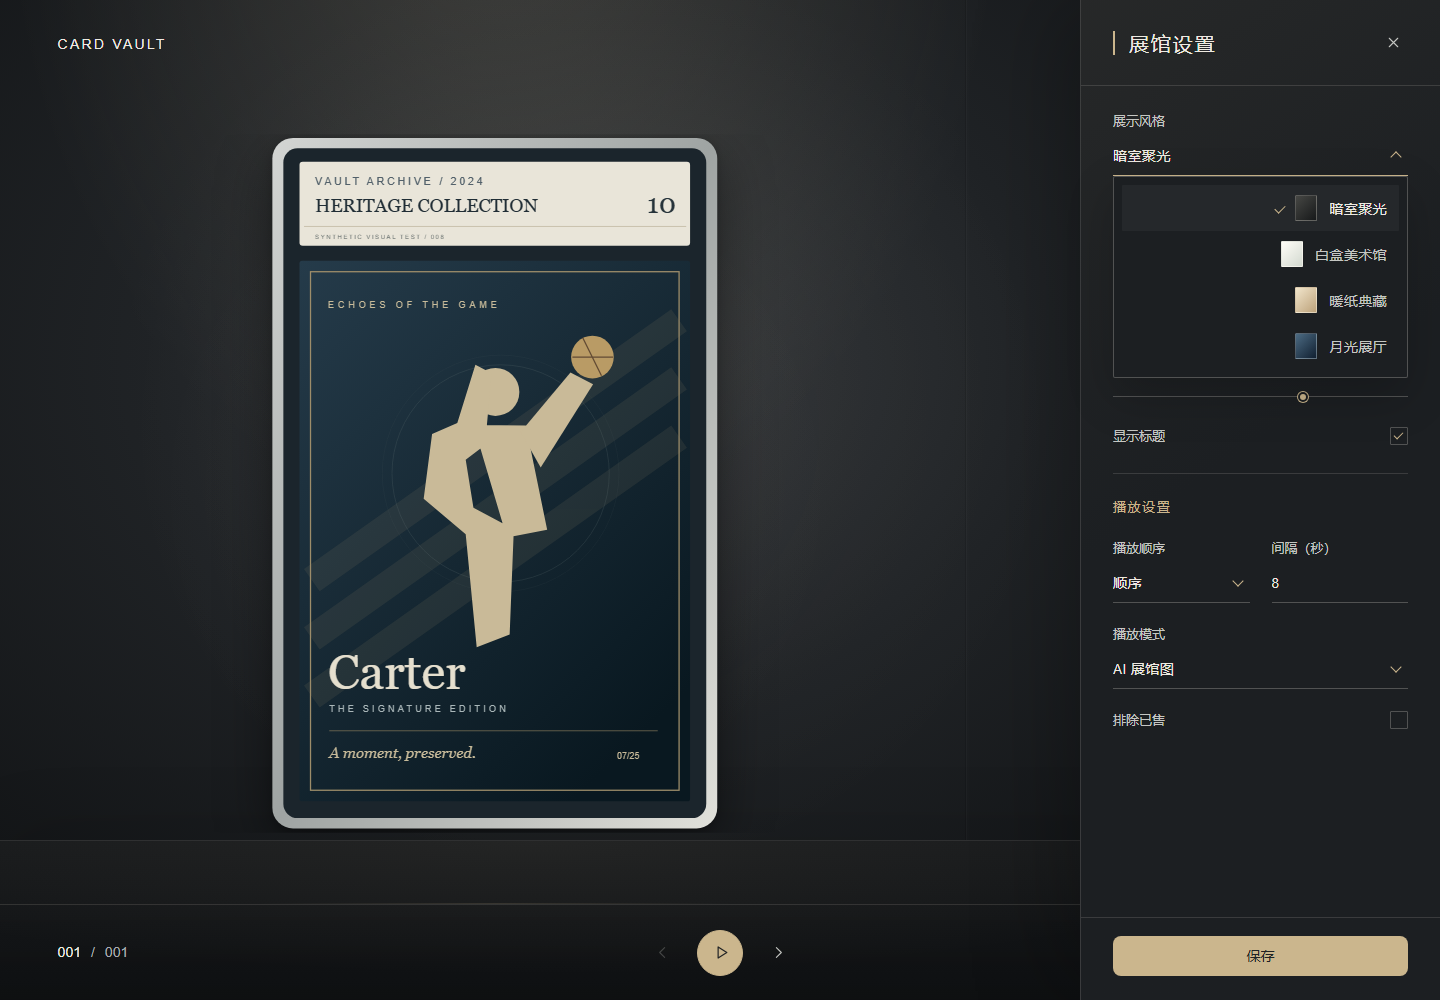 CARD VAULT
VAULT ARCHIVE / 2024
HERITAGE COLLECTION 10
SYNTHETIC VISUAL TEST / 008
ECHOES OF THE GAME
Carter
THE SIGNATURE EDITION
A moment, preserved. 07/25
001 / 001
展馆设置
展示风格
暗室聚光
暗室聚光
白盒美术馆
暖纸典藏
月光展厅
显示标题
播放设置
播放顺序 间隔（秒）
顺序 8
播放模式
AI 展馆图
排除已售
保存